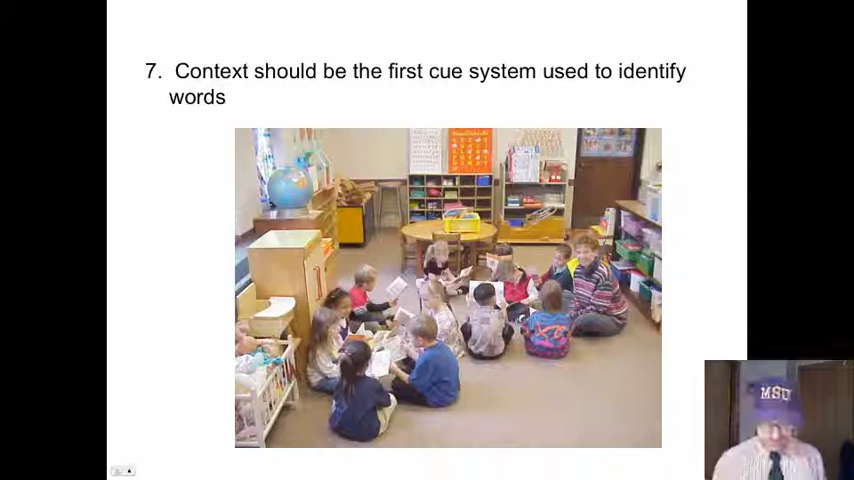 7. Context should be the first cue system used to identify
words
MSU